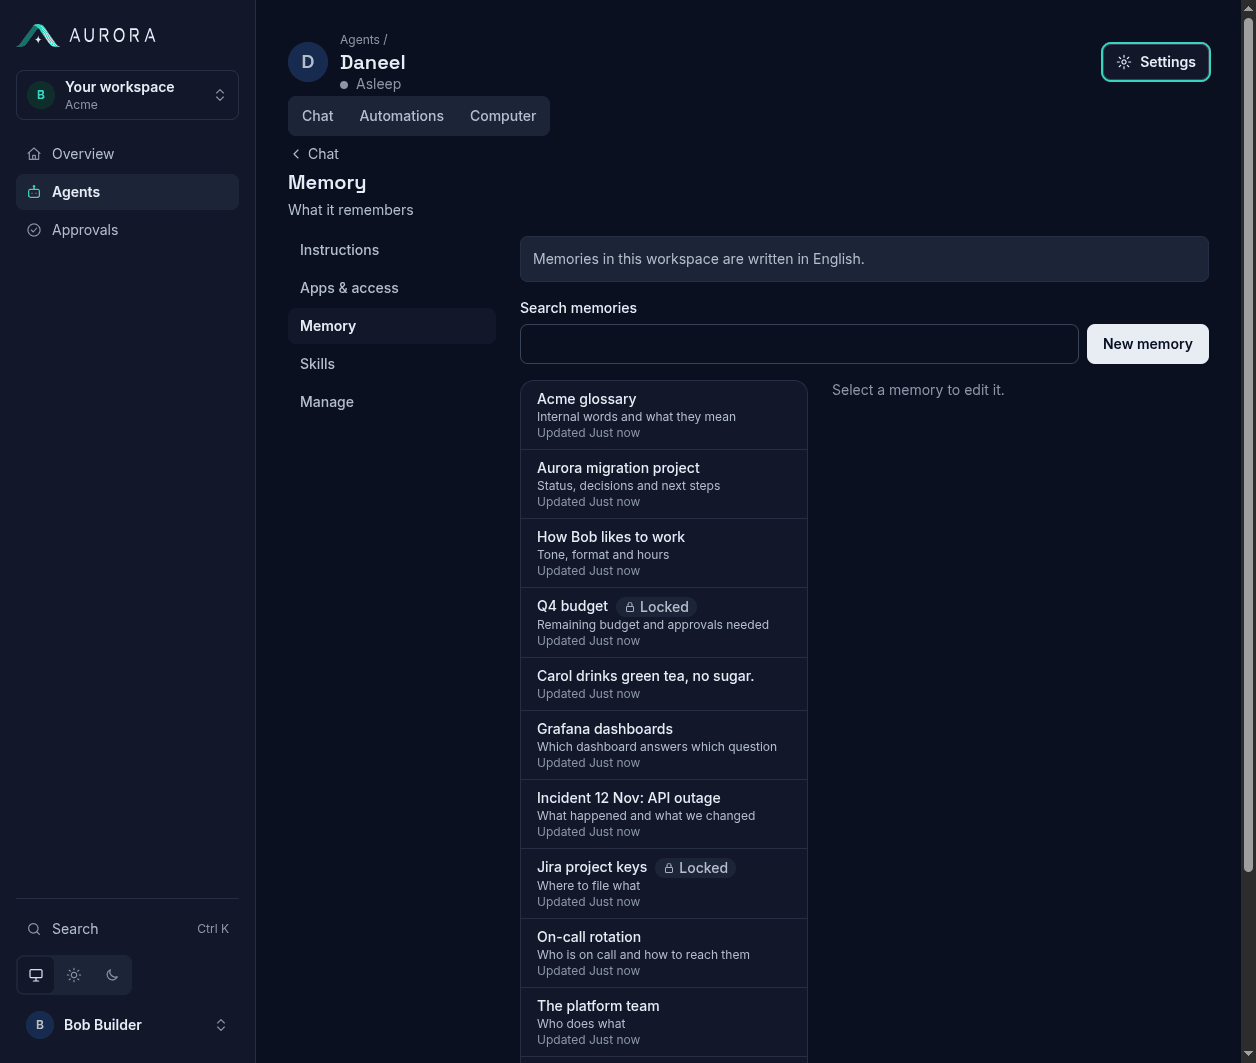 AURORA
B
Your workspace
Acme
Overview
Agents
Approvals
Search
Ctrl K
B
Bob Builder
D
Agents /
Daneel
Asleep
Settings
Chat
Automations
Computer
Chat
Memory
What it remembers
Instructions
Apps & access
Memory
Skills
Manage
Memories in this workspace are written in English.
Search memories
New memory
Acme glossary
Internal words and what they mean
Updated Just now
Aurora migration project
Status, decisions and next steps
Updated Just now
How Bob likes to work
Tone, format and hours
Updated Just now
Q4 budget Locked
Remaining budget and approvals needed
Updated Just now
Carol drinks green tea, no sugar.
Updated Just now
Grafana dashboards
Which dashboard answers which question
Updated Just now
Incident 12 Nov: API outage
What happened and what we changed
Updated Just now
Jira project keys Locked
Where to file what
Updated Just now
On-call rotation
Who is on call and how to reach them
Updated Just now
The platform team
Who does what
Updated Just now
Select a memory to edit it.